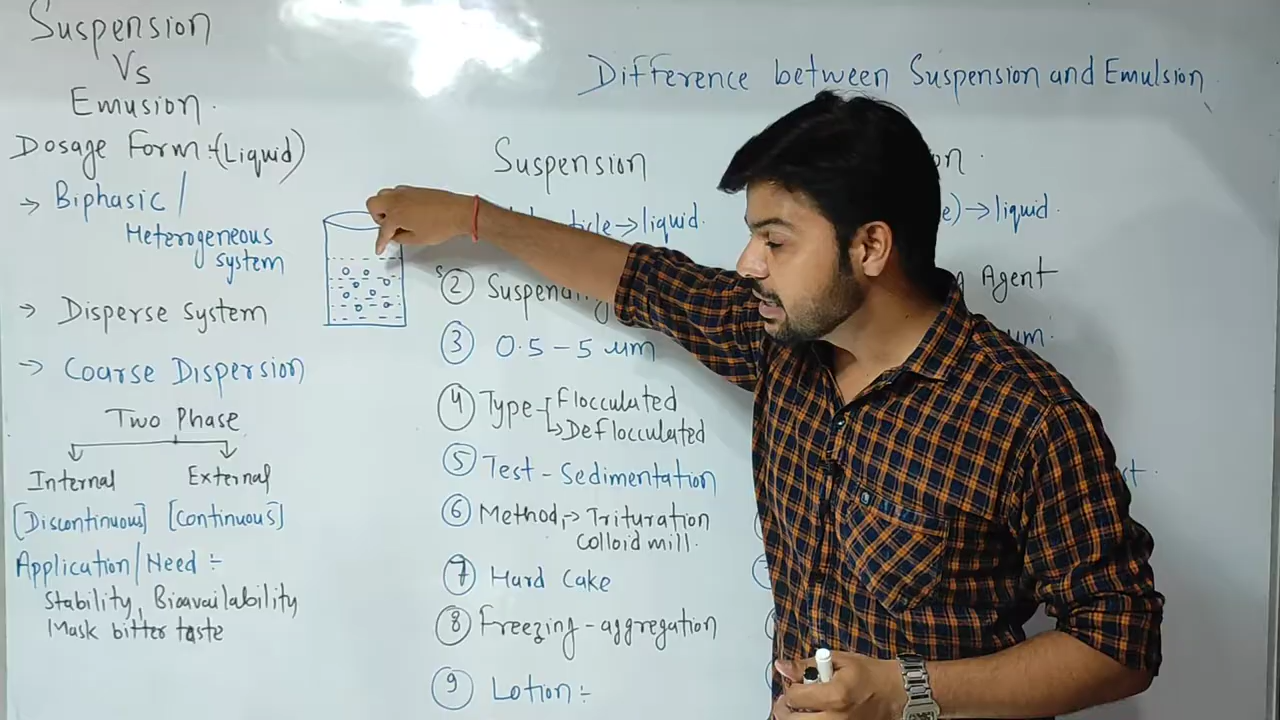 Suspension
Vs
Emusion.
Dosage Form:-(Liquid)
→ Biphasic /
Heterogeneous
system
→ Disperse System
→ Coarse Dispersion
Two Phase
Internal External
[Discontinuous] [Continuous]
Application/Need :-
Stability, Bioavailability
Mask bitter taste
Difference between Suspension and Emulsion
Suspension
→ liquid.
②
③ 0.5 – 5 um
④ Type Flocculated
→ Deflocculated
⑤ Test - Sedimentation
⑥ Method, → Trituration
Colloid mill.
⑦ Hard Cake
⑧ Freezing - aggregation
⑨ Lotion :-
→ liquid.
Agent
um.